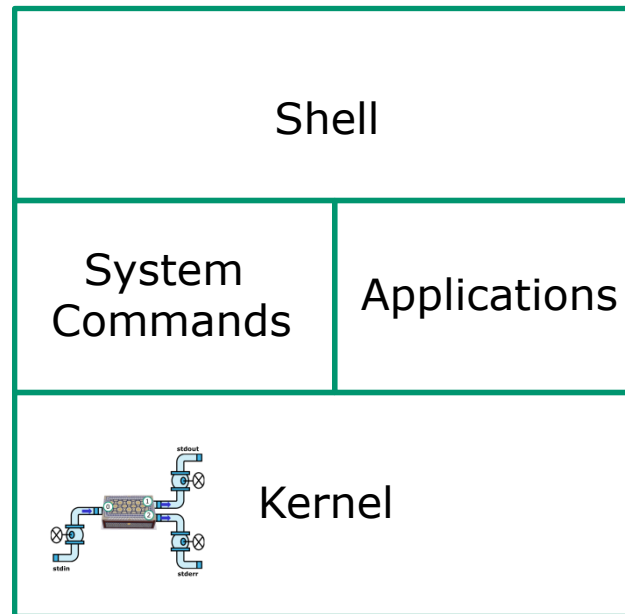 Shell
System
Commands
Applications
stdout
0
1
2
Kernel
stdin
stderr